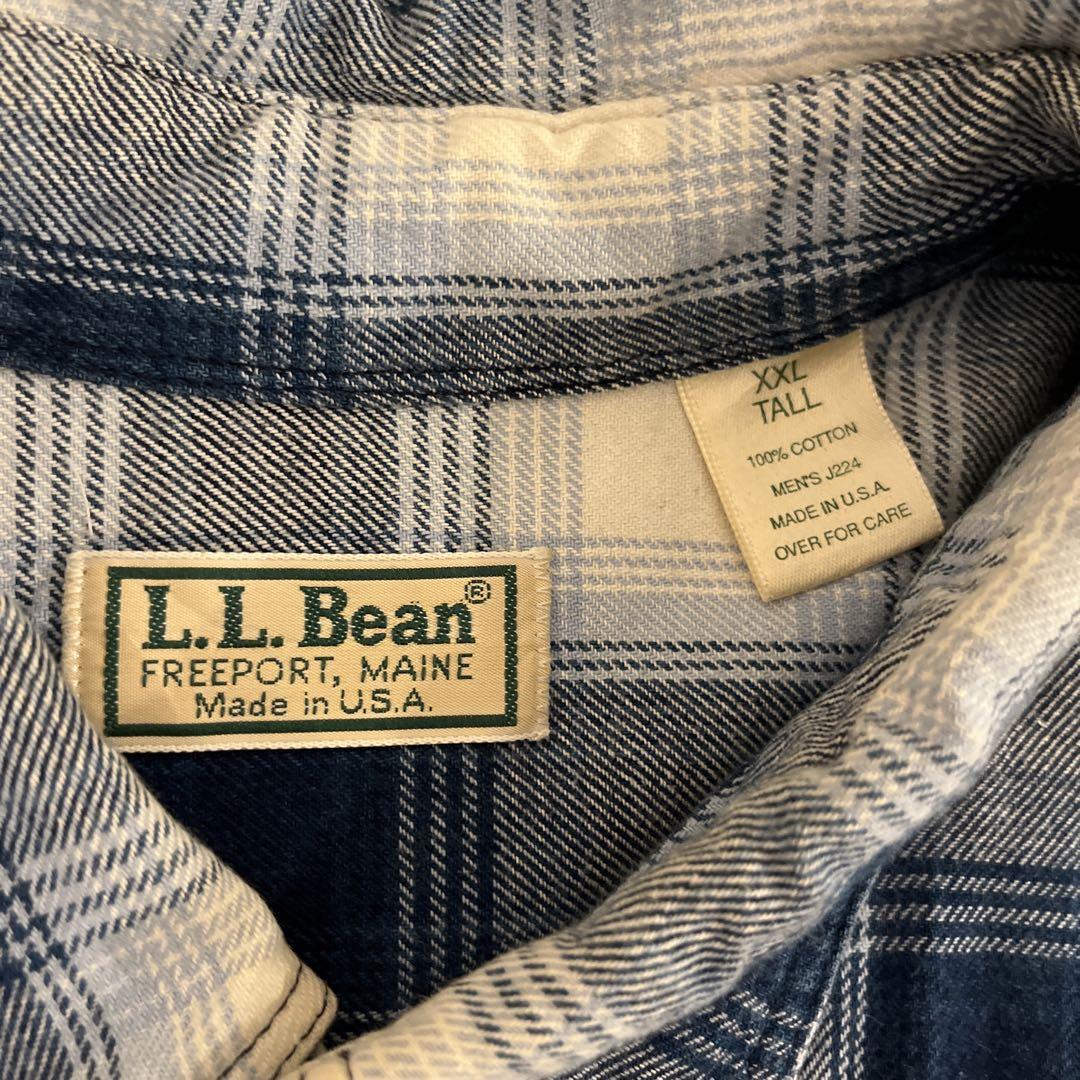 XXL
TALL
100% COTTON
MEN'S J224
MADE IN U.S.A.
OVER FOR CARE
L.L.Bean®
FREEPORT, MAINE
Made in U.S.A.